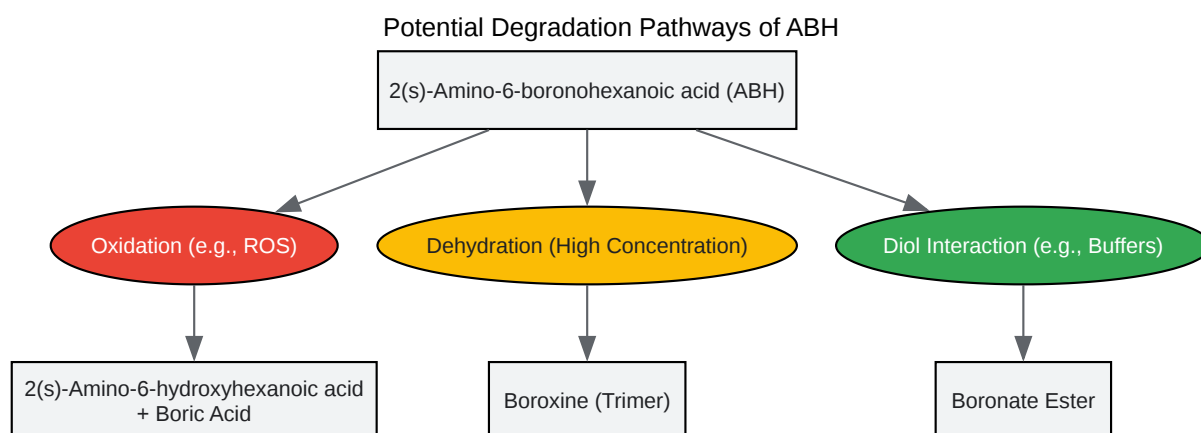 Potential Degradation Pathways of ABH
2(s)-Amino-6-boronohexanoic acid (ABH)
Oxidation (e.g., ROS)
Dehydration (High Concentration)
Diol Interaction (e.g., Buffers)
2(s)-Amino-6-hydroxyhexanoic acid
+ Boric Acid
Boroxine (Trimer)
Boronate Ester